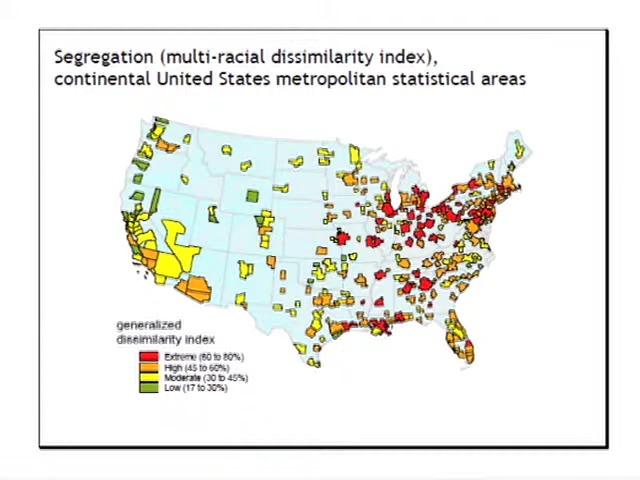 Segregation (multi-racial dissimilarity index),
continental United States metropolitan statistical areas
generalized
dissimilarity index
Extreme (60 to 80%)
High (45 to 60%)
Moderate (30 to 45%)
Low (17 to 30%)